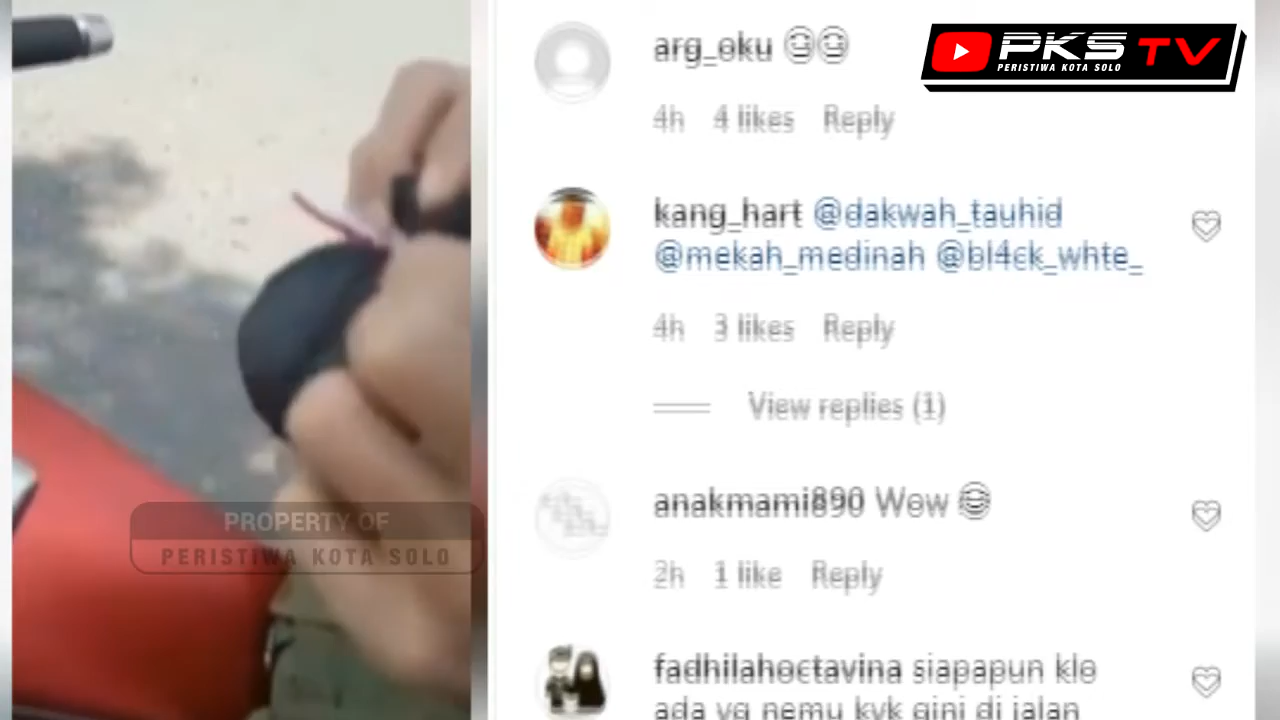 PKS TV
PERISTIWA KOTA SOLO
arg_oku
4h 4 likes Reply
kang_hart @dakwah_tauhid
@mekah_medinah @bl4ck_whte_
4h 3 likes Reply
View replies (1)
anakmami890 Wow
2h 1 like Reply
fadhilahoctavina siapapun klo
ada yg nemu kyk gini di jalan
PROPERTY OF
PERISTIWA KOTA SOLO